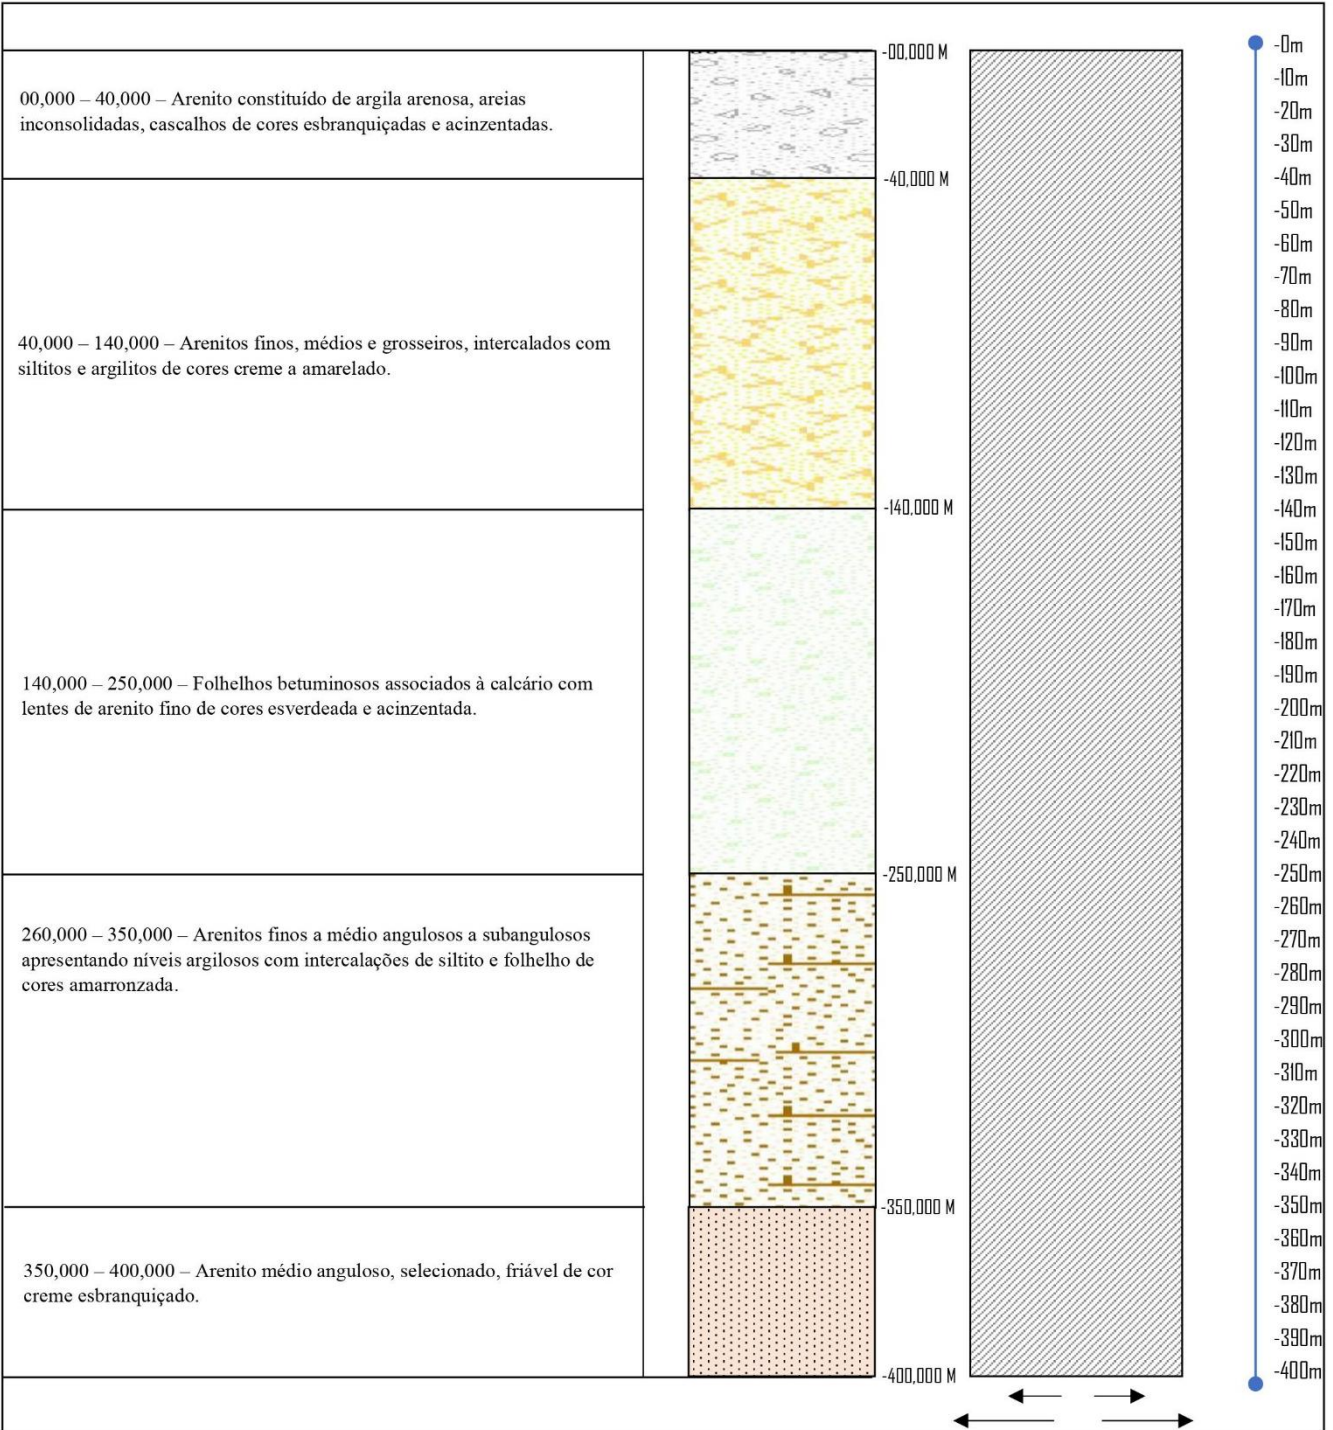 00,000 – 40,000 – Arenito constituído de argila arenosa, areias
inconsolidadas, cascalhos de cores esbranquiçadas e acinzentadas.
40,000 – 140,000 – Arenitos finos, médios e grosseiros, intercalados com
siltitos e argilitos de cores creme a amarelado.
140,000 – 250,000 – Folhelhos betuminosos associados à calcário com
lentes de arenito fino de cores esverdeada e acinzentada.
260,000 – 350,000 – Arenitos finos a médio angulosos a subangulosos
apresentando níveis argilosos com intercalações de siltito e folhelho de
cores amarronzada.
350,000 – 400,000 – Arenito médio anguloso, selecionado, friável de cor
creme esbranquiçado.
-00,000 M
-40,000 M
-140,000 M
-250,000 M
-350,000 M
-400,000 M
-0m
-10m
-20m
-30m
-40m
-50m
-60m
-70m
-80m
-90m
-100m
-110m
-120m
-130m
-140m
-150m
-160m
-170m
-180m
-190m
-200m
-210m
-220m
-230m
-240m
-250m
-260m
-270m
-280m
-290m
-300m
-310m
-320m
-330m
-340m
-350m
-360m
-370m
-380m
-390m
-400m